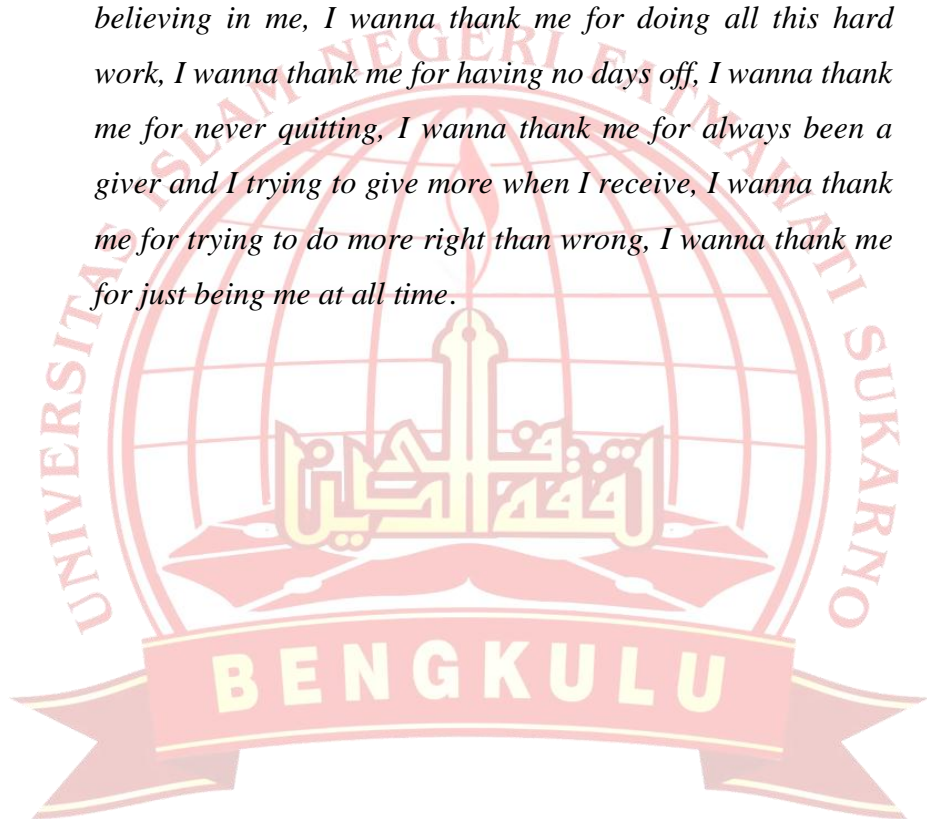 believing in me, I wanna thank me for doing all this hard
work, I wanna thank me for having no days off, I wanna thank
me for never quitting, I wanna thank me for always been a
giver and I trying to give more when I receive, I wanna thank
me for trying to do more right than wrong, I wanna thank me
for just being me at all time.
UNIVERSITAS ISLAM NEGERI FATMAWATI SUKARNO
BENGKULU